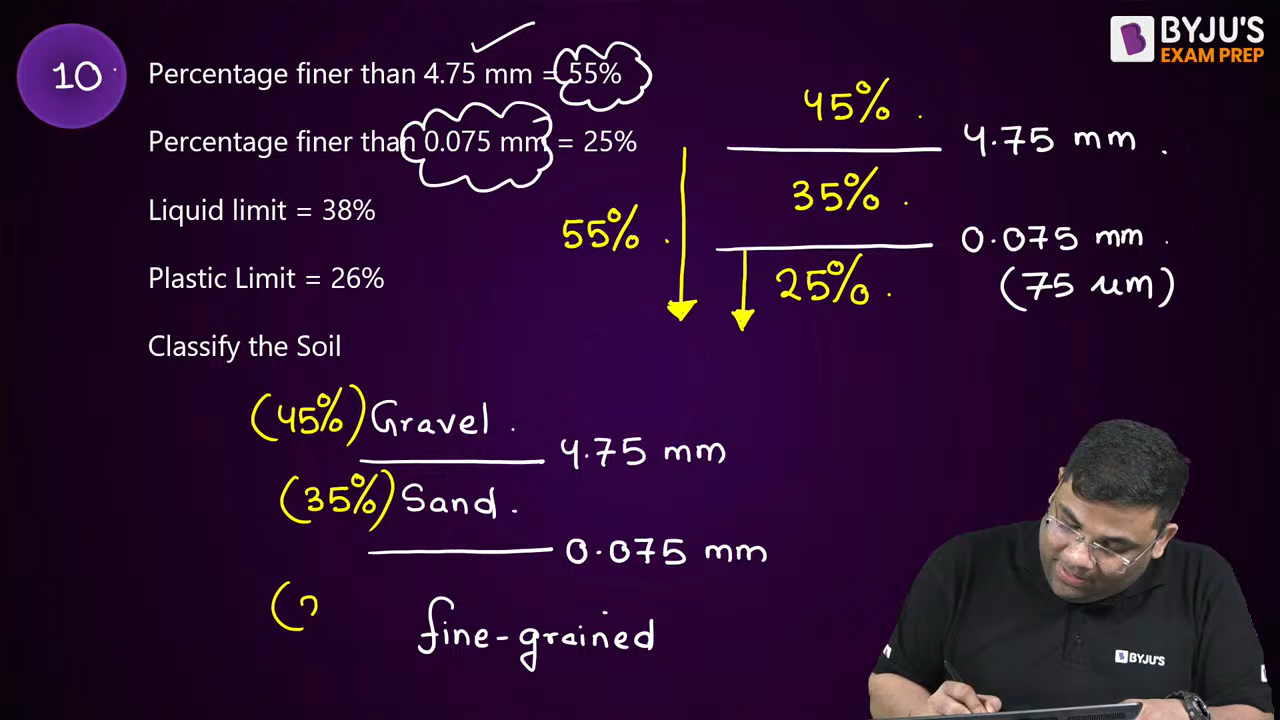 10
Percentage finer than 4.75 mm = 55%
Percentage finer than 0.075 mm = 25%
Liquid limit = 38%
Plastic Limit = 26%
Classify the Soil
BYJU'S
EXAM PREP
45%
4.75 mm
35%
55%
0.075 mm
25%
(75 μm)
(45%) Gravel
4.75 mm
(35%) Sand
0.075 mm
(2
fine-grained
BYJU'S